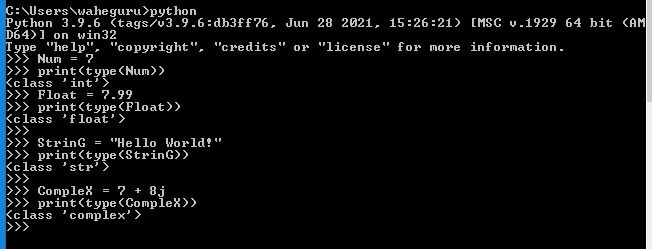 C:\Users\waheguru>python
Python 3.9.6 (tags/v3.9.6:db3ff76, Jun 28 2021, 15:26:21) [MSC v.1929 64 bit (AM
D64)] on win32
Type "help", "copyright", "credits" or "license" for more information.
>>> Num = 7
>>> print(type(Num))
<class 'int'>
>>> Float = 7.99
>>> print(type(Float))
<class 'float'>
>>>
>>> StrinG = "Hello World!"
>>> print(type(StrinG))
<class 'str'>
>>>
>>> CompleX = 7 + 8j
>>> print(type(CompleX))
<class 'complex'>
>>>